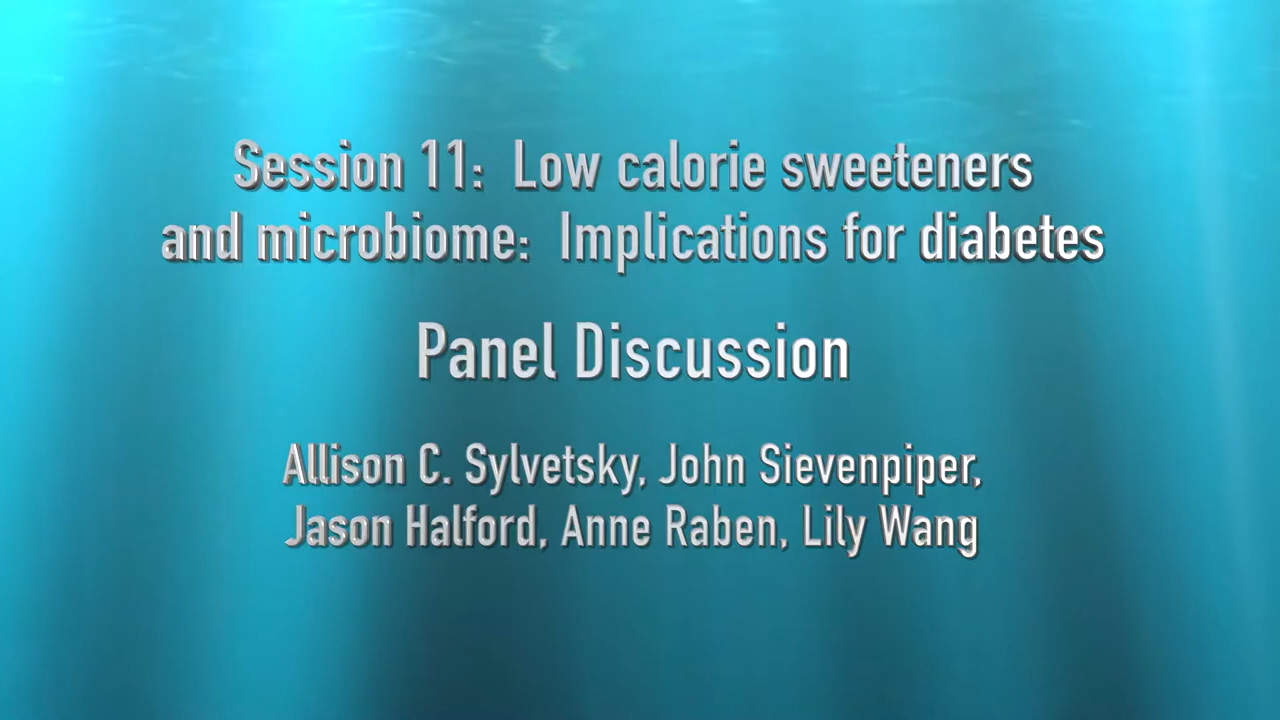 Session 11:  Low calorie sweeteners
and microbiome:  Implications for diabetes
Panel Discussion
Allison C. Sylvetsky, John Sievenpiper,
Jason Halford, Anne Raben, Lily Wang